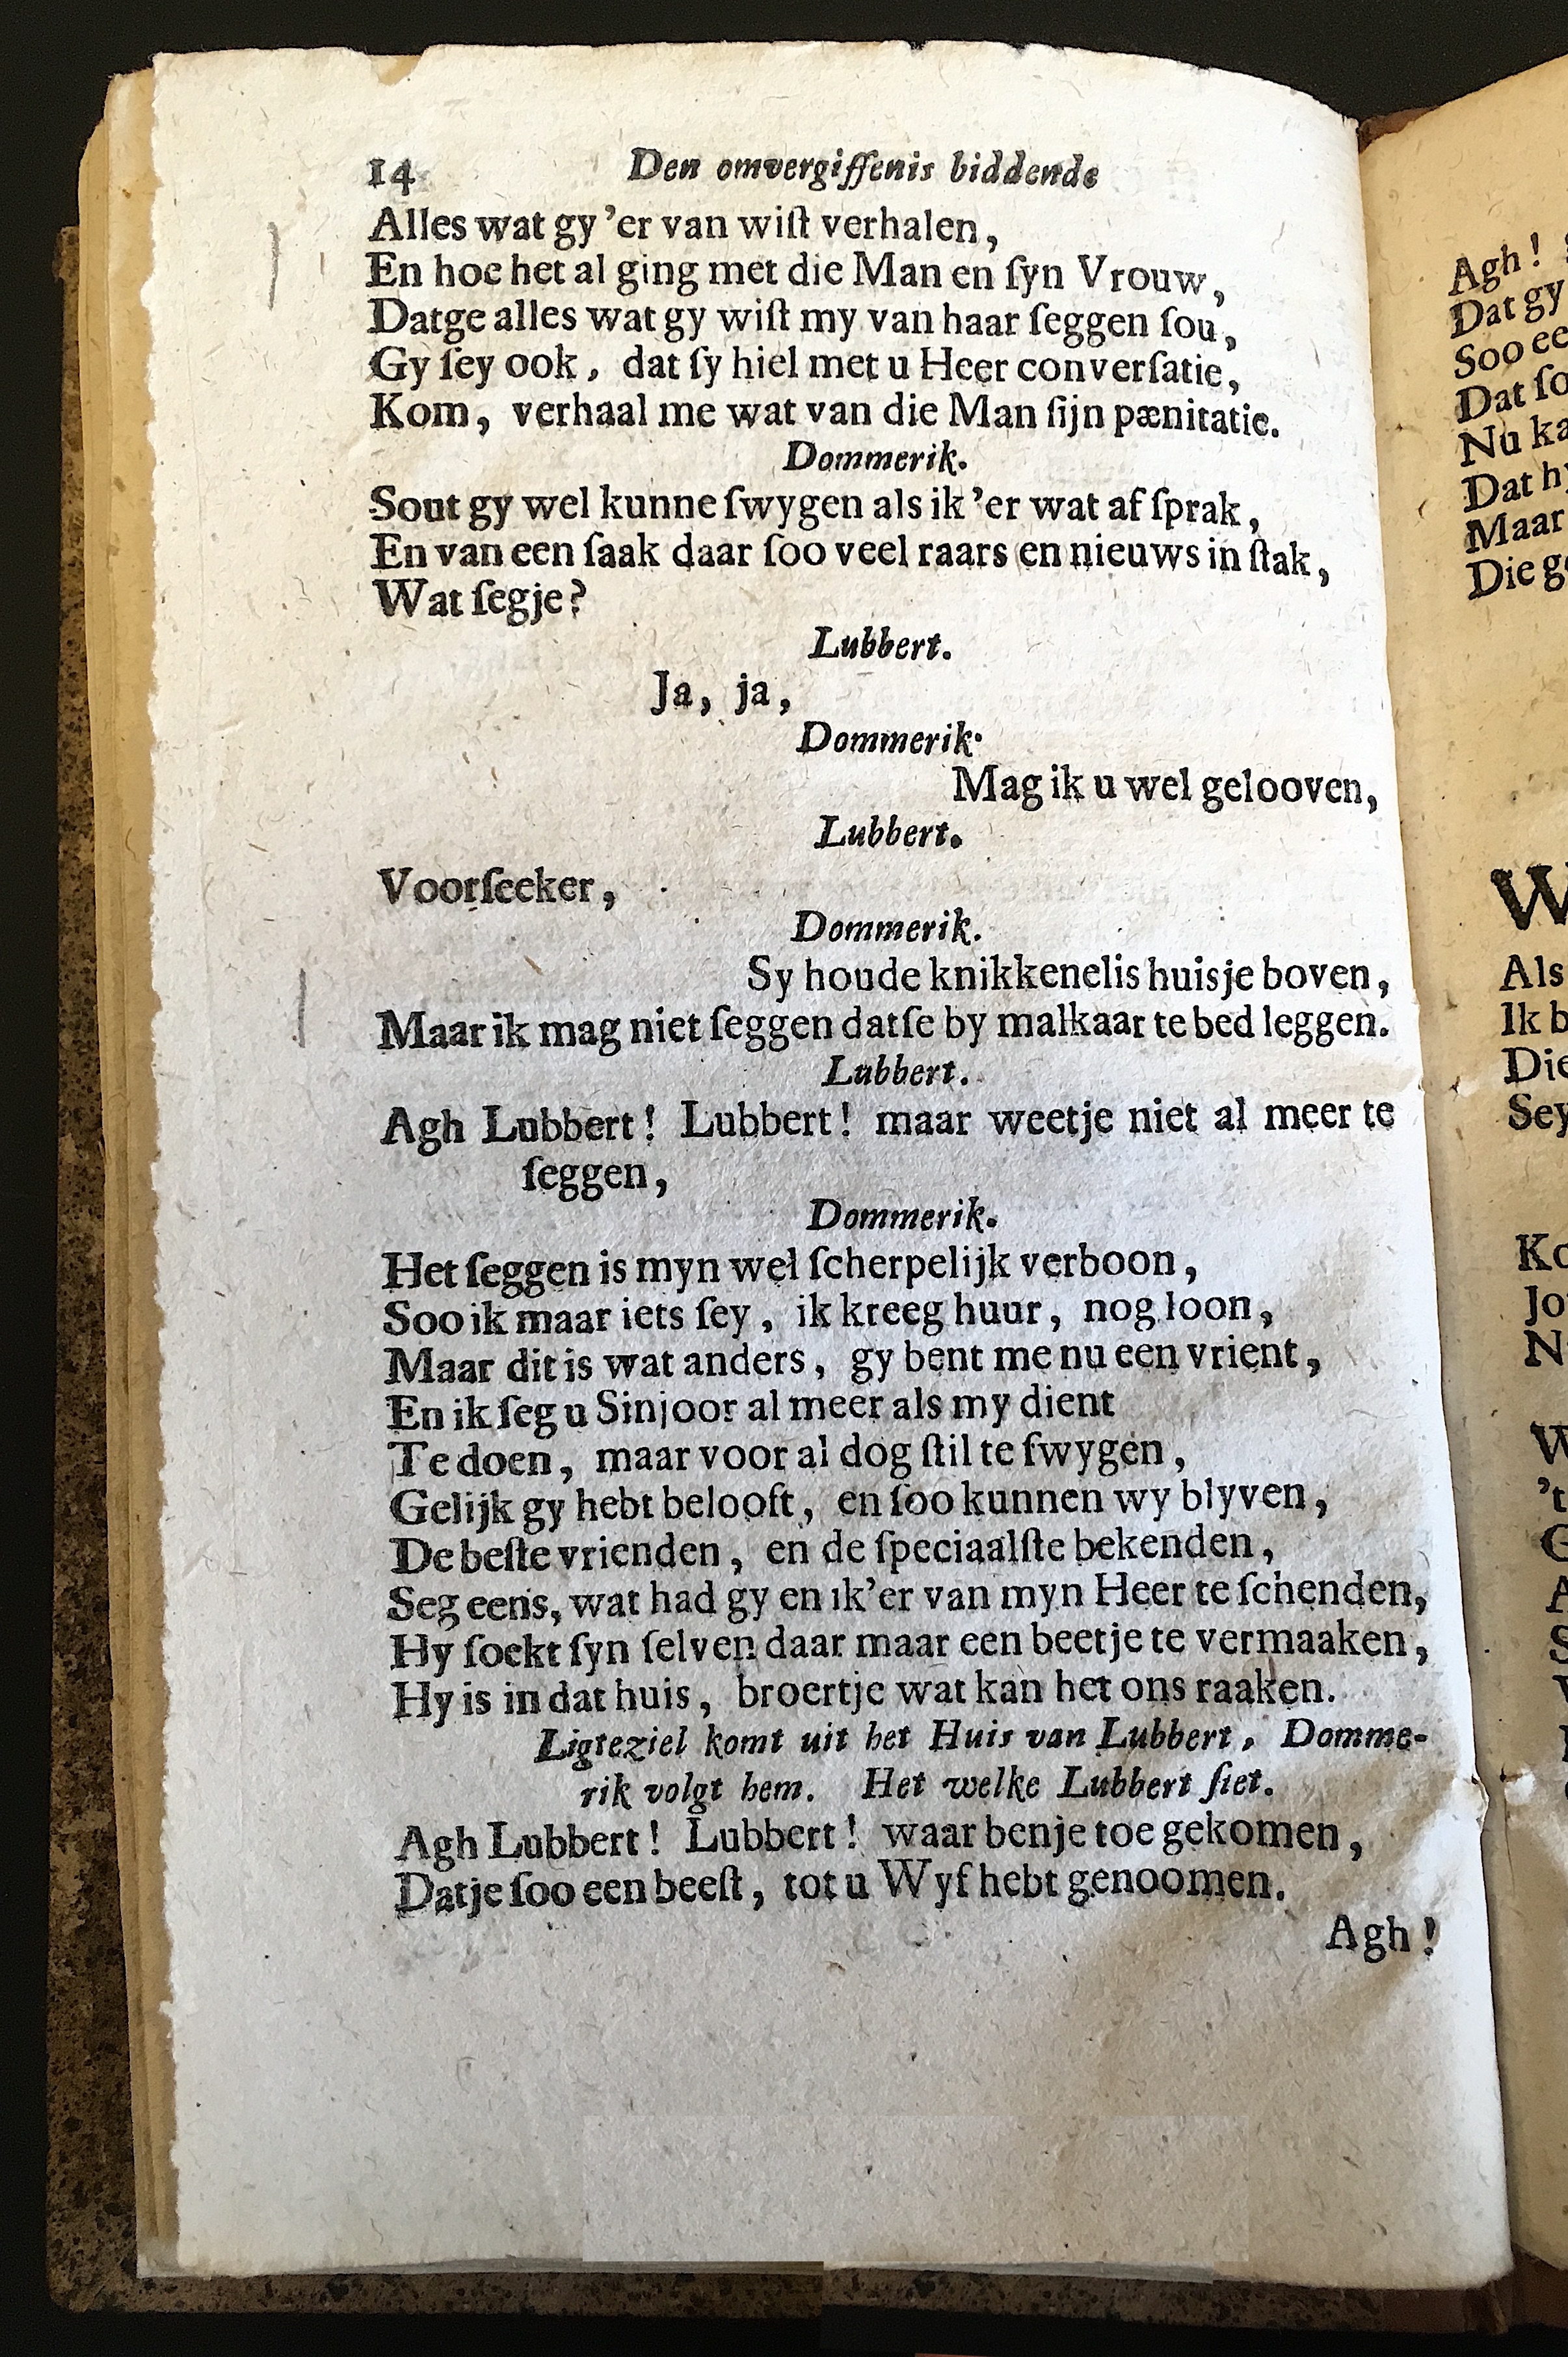 14 Den omvergiffenis biddende
Alles wat gy 'er van wiſt verhalen,
En hoe het al ging met die Man en ſyn Vrouw,
Datge alles wat gy wiſt my van haar ſeggen ſou,
Gy ſey ook, dat ſy hiel met u Heer converſatie,
Kom, verhaal me wat van die Man ſijn pænitatie.
Dommerik.
Sout gy wel kunne ſwygen als ik 'er wat af ſprak,
En van een ſaak daar ſoo veel raars en nieuws in ſtak,
Wat ſegje?
Lubbert.
Ja, ja,
Dommerik.
Mag ik u wel gelooven,
Lubbert.
Voorſeeker,
Dommerik.
Sy houde knikkenelis huisje boven,
Maar ik mag niet ſeggen datſe by malkaar te bed leggen.
Lubbert.
Agh Lubbert! Lubbert! maar weetje niet al meer te
ſeggen,
Dommerik.
Het ſeggen is myn wel ſcherpelijk verboon,
Soo ik maar iets ſey, ik kreeg huur, nog loon,
Maar dit is wat anders, gy bent me nu een vrient,
En ik ſeg u Sinjoor al meer als my dient
Te doen, maar voor al dog ſtil te ſwygen,
Gelijk gy hebt belooft, en ſoo kunnen wy blyven,
De beſte vrienden, en de ſpeciaalſte bekenden,
Seg eens, wat had gy en ik 'er van myn Heer te ſchenden,
Hy ſoekt ſyn ſelven daar maar een beetje te vermaaken,
Hy is in dat huis, broertje wat kan het ons raaken.
Ligteziel komt uit het Huis van Lubbert, Domme-
rik volgt hem. Het welke Lubbert ſiet.
Agh Lubbert! Lubbert! waar benje toe gekomen,
Datje ſoo een beeſt, tot u Wyf hebt genoomen.
Agh!
Agh!
Dat gy
Soo ee
Dat ſo
Nu ka
Dat h
Maar
Die g
W
Als
Ik b
Die
Sey
Ko
Jo
N
W
't
G
A
S